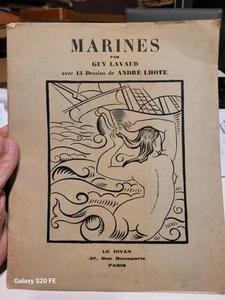 MARINES
PAR
GUY LAVAUD
avec 15 Dessins de ANDRÉ LHOTE
LE DIVAN
37, Rue Bonaparte
PARIS
Galaxy S20 FE